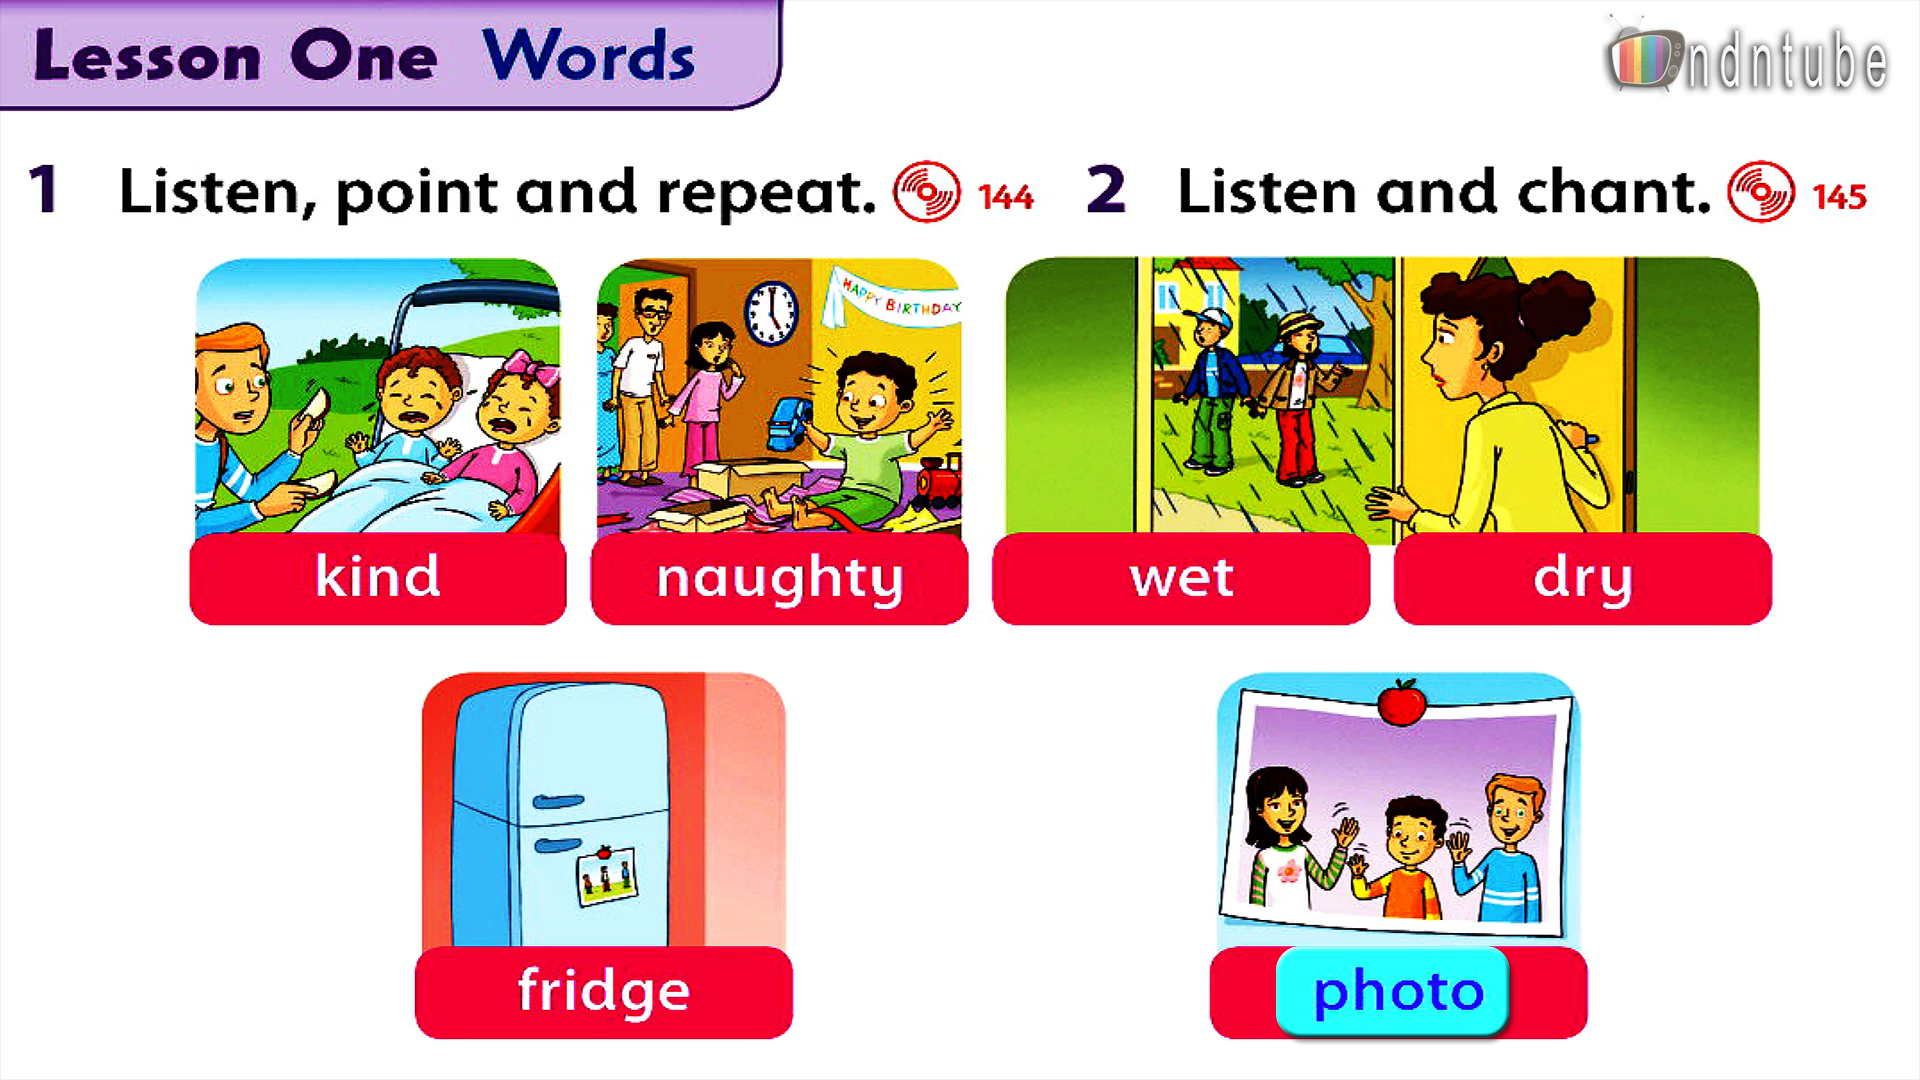 Lesson One Words
ndntube
1 Listen, point and repeat. 144
2 Listen and chant. 145
HAPPY BIRTHDAY
kind
naughty
wet
dry
fridge
photo